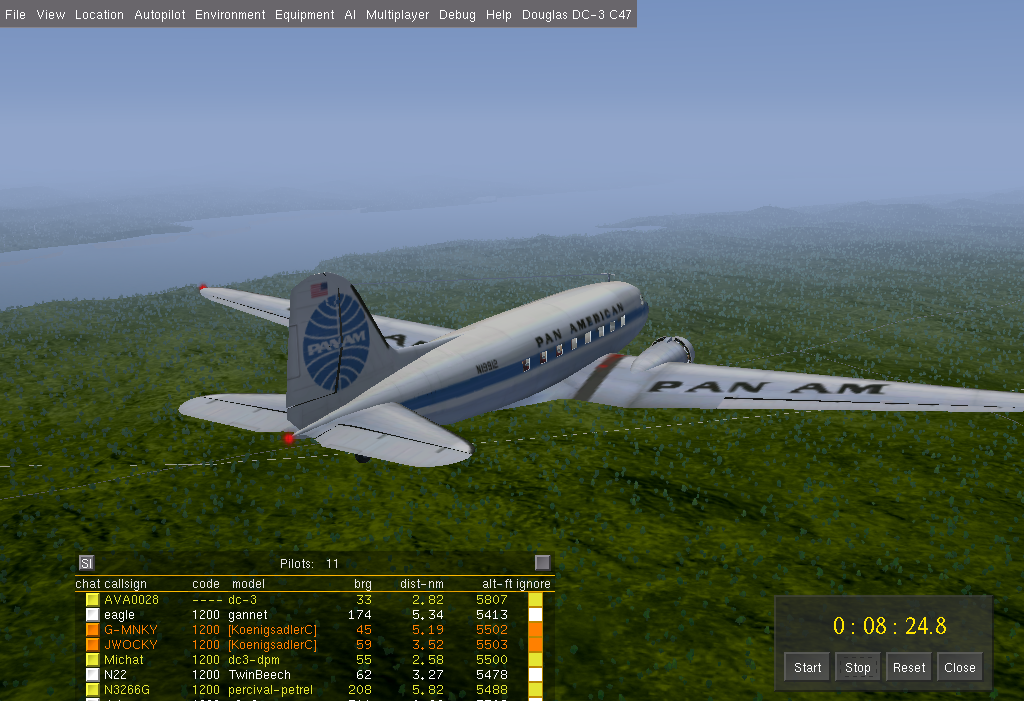 File View Location Autopilot Environment Equipment AI Multiplayer Debug Help Douglas DC-3 C47
PAN AM
PAN AMERICAN
N19912
PAN AM
SI Pilots: 11
chat callsign code model brg dist-nm alt-ft ignore
AVA0028 ---- dc-3 33 2.82 5807
eagle 1200 gannet 174 5.34 5413
G-MNKY 1200 [KoenigsadlerC] 45 5.19 5502
JWOCKY 1200 [KoenigsadlerC] 59 3.52 5503
Michat 1200 dc3-dpm 55 2.58 5500
N22 1200 TwinBeech 62 3.27 5478
N3266G 1200 percival-petrel 208 5.82 5488
0 : 08 : 24.8
Start Stop Reset Close